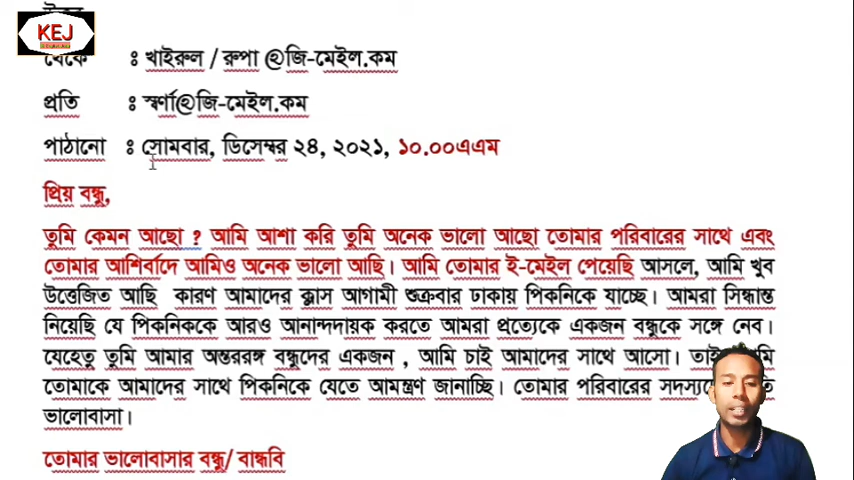 KEJ
থেকে : খাইরুল / রুপা @জি-মেইল.কম
প্রতি : স্বর্ণা@জি-মেইল.কম
পাঠানো : সোমবার, ডিসেম্বর ২৪, ২০২১, ১০.০০এএম
প্রিয় বন্ধু,
তুমি কেমন আছো ? আমি আশা করি তুমি অনেক ভালো আছো তোমার পরিবারের সাথে এবং
তোমার আশির্বাদে আমিও অনেক ভালো আছি। আমি তোমার ই-মেইল পেয়েছি আসলে, আমি খুব
উত্তেজিত আছি কারণ আমাদের ক্লাস আগামী শুক্রবার ঢাকায় পিকনিকে যাচ্ছে। আমরা সিন্ধান্ত
নিয়েছি যে পিকনিককে আরও আনান্দদায়ক করতে আমরা প্রত্যেকে একজন বন্ধুকে সঙ্গে নেব।
যেহেতু তুমি আমার অন্তররঙ্গ বন্ধুদের একজন , আমি চাই আমাদের সাথে আসো।
তোমাকে আমাদের সাথে পিকনিকে যেতে আমন্ত্রণ জানাচ্ছি। তোমার পরিবারের
ভালোবাসা।
তোমার ভালোবাসার বন্ধু/ বান্ধবি